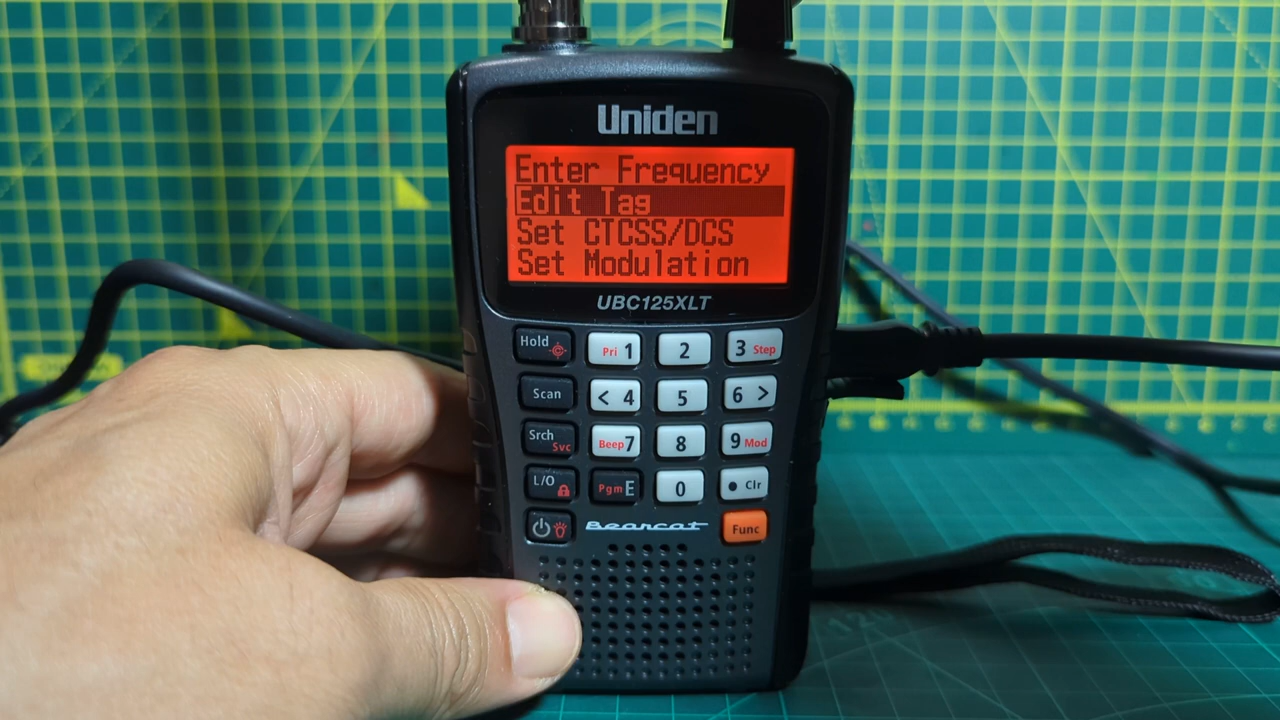 Uniden
Enter Frequency
Edit Tag
Set CTCSS/DCS
Set Modulation
UBC125XLT
Hold Pri 1 2 3 Step
Scan < 4 5 6 >
Srch Svc Beep 7 8 9 Mod
L/O Pgm E 0 • Clr
Bearcat Func